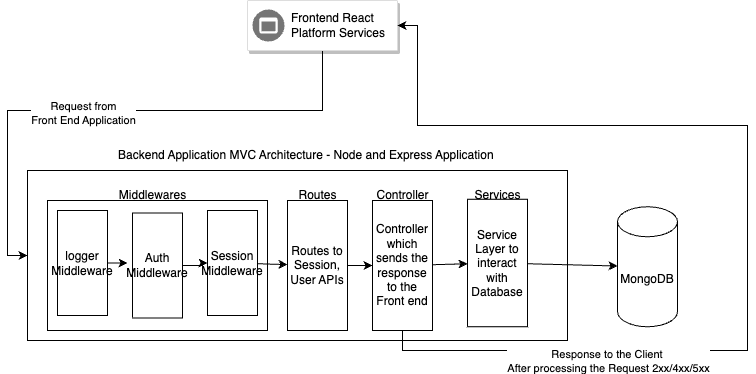 Frontend React
Platform Services
Request from
Front End Application
Backend Application MVC Architecture - Node and Express Application
Middlewares
Routes
Controller
Services
logger
Middleware
Auth
Middleware
Session
Middleware
Routes to
Session,
User APIs
Controller
which
sends the
response
to the
Front end
Service
Layer to
interact
with
Database
MongoDB
Response to the Client
After processing the Request 2xx/4xx/5xx